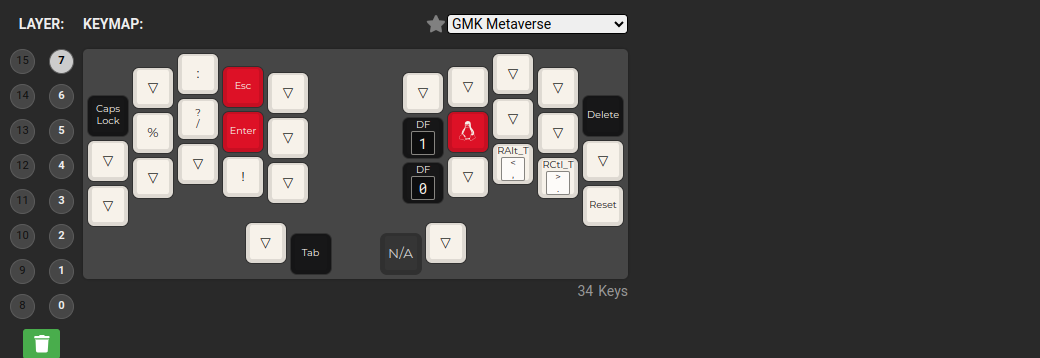 LAYER: KEYMAP: GMK Metaverse
15 7
14 6
13 5
12 4
11 3
10 2
9 1
8 0
:
Esc
Caps
Lock
%
?
/
Enter
!
Tab
DF
1
DF
0
RAlt_T
<
,
RCtl_T
>
.
Delete
Reset
N/A
34 Keys